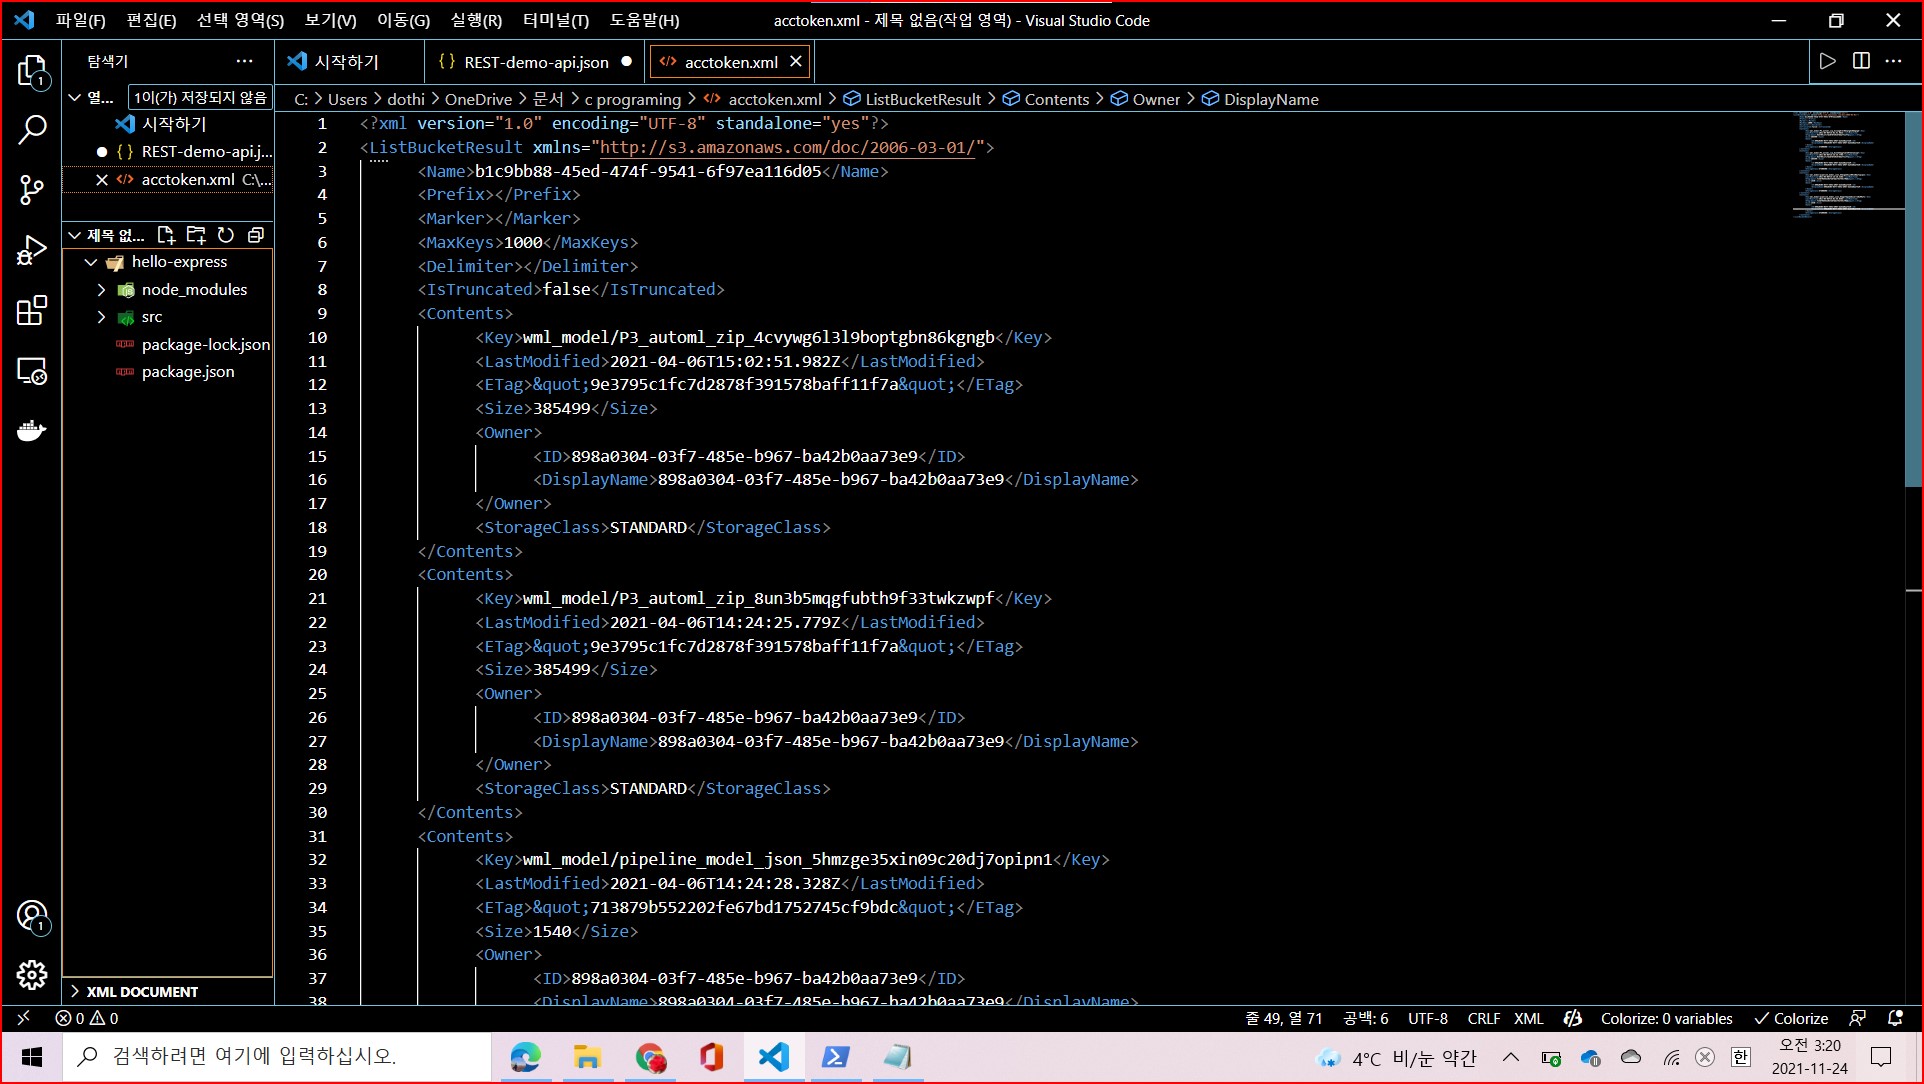 파일(F) 편집(E) 선택 영역(S) 보기(V) 이동(G) 실행(R) 터미널(T) 도움말(H) acctoken.xml - 제목 없음(작업 영역) - Visual Studio Code
탐색기
시작하기
REST-demo-api.json
acctoken.xml
열... 1이(가) 저장되지 않음
시작하기
REST-demo-api.j...
acctoken.xml C:\...
제목 없...
hello-express
node_modules
src
package-lock.json
package.json
XML DOCUMENT
C: > Users > dothi > OneDrive > 문서 > c programing > acctoken.xml > ListBucketResult > Contents > Owner > DisplayName
1 <?xml version="1.0" encoding="UTF-8" standalone="yes"?>
2 <ListBucketResult xmlns="http://s3.amazonaws.com/doc/2006-03-01/">
3 <Name>b1c9bb88-45ed-474f-9541-6f97ea116d05</Name>
4 <Prefix></Prefix>
5 <Marker></Marker>
6 <MaxKeys>1000</MaxKeys>
7 <Delimiter></Delimiter>
8 <IsTruncated>false</IsTruncated>
9 <Contents>
10 <Key>wml_model/P3_automl_zip_4cvywg6l3l9boptgbn86kgngb</Key>
11 <LastModified>2021-04-06T15:02:51.982Z</LastModified>
12 <ETag>&quot;9e3795c1fc7d2878f391578baff11f7a&quot;</ETag>
13 <Size>385499</Size>
14 <Owner>
15 <ID>898a0304-03f7-485e-b967-ba42b0aa73e9</ID>
16 <DisplayName>898a0304-03f7-485e-b967-ba42b0aa73e9</DisplayName>
17 </Owner>
18 <StorageClass>STANDARD</StorageClass>
19 </Contents>
20 <Contents>
21 <Key>wml_model/P3_automl_zip_8un3b5mqgfubth9f33twkzwpf</Key>
22 <LastModified>2021-04-06T14:24:25.779Z</LastModified>
23 <ETag>&quot;9e3795c1fc7d2878f391578baff11f7a&quot;</ETag>
24 <Size>385499</Size>
25 <Owner>
26 <ID>898a0304-03f7-485e-b967-ba42b0aa73e9</ID>
27 <DisplayName>898a0304-03f7-485e-b967-ba42b0aa73e9</DisplayName>
28 </Owner>
29 <StorageClass>STANDARD</StorageClass>
30 </Contents>
31 <Contents>
32 <Key>wml_model/pipeline_model_json_5hmzge35xin09c20dj7opipn1</Key>
33 <LastModified>2021-04-06T14:24:28.328Z</LastModified>
34 <ETag>&quot;713879b552202fe67bd1752745cf9bdc&quot;</ETag>
35 <Size>1540</Size>
36 <Owner>
37 <ID>898a0304-03f7-485e-b967-ba42b0aa73e9</ID>
38 <DisplayName>898a0304-03f7-485e-b967-ba42b0aa73e9</DisplayName>
1
1
0 0 줄 49, 열 71 공백: 6 UTF-8 CRLF XML Colorize: 0 variables Colorize
검색하려면 여기에 입력하십시오.
4°C 비/눈 약간
한
오전 3:20
2021-11-24